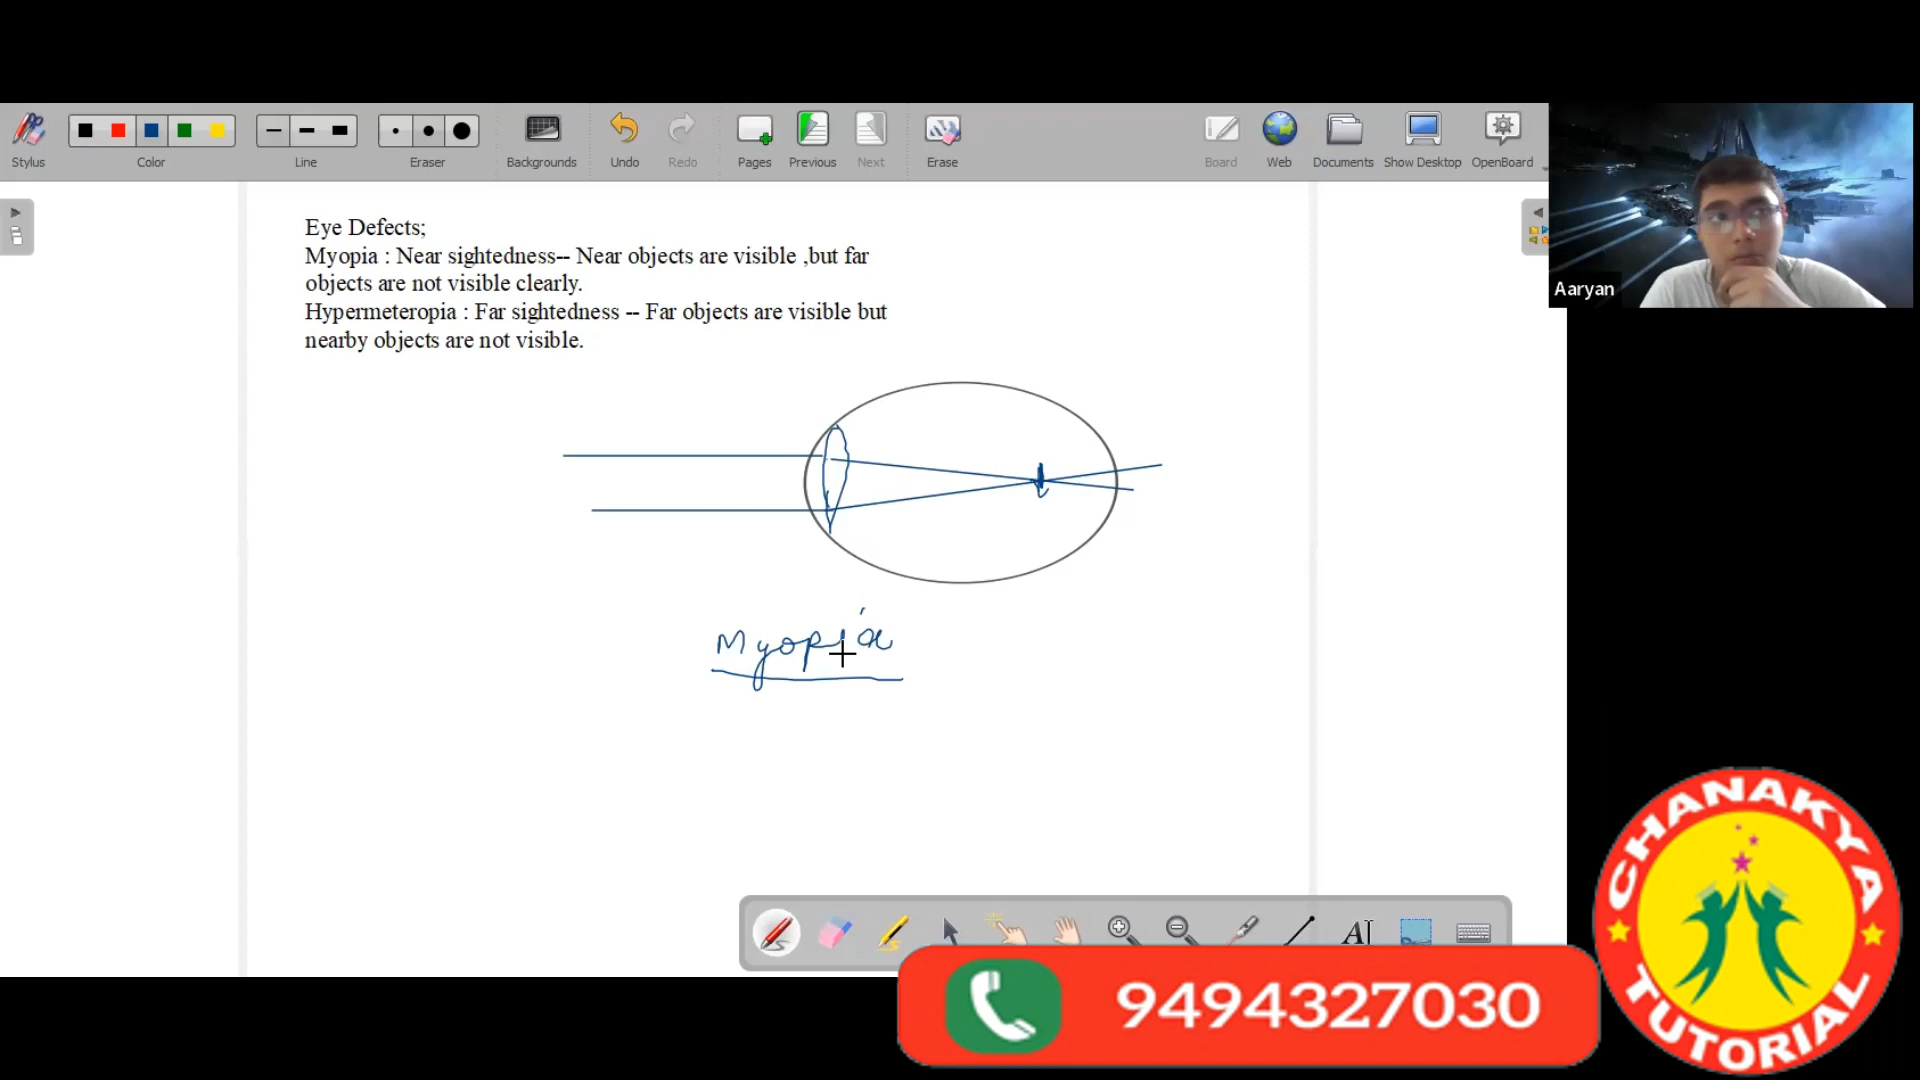 Stylus
Color
Line
Eraser
Backgrounds
Undo
Redo
Pages
Previous
Next
Erase
Board
Web
Documents
Show Desktop
OpenBoard
Aaryan
Eye Defects;
Myopia : Near sightedness-- Near objects are visible ,but far
objects are not visible clearly.
Hypermeteropia : Far sightedness -- Far objects are visible but
nearby objects are not visible.
Myopia
AI
9494327030
CHANAKYA
TUTORIAL